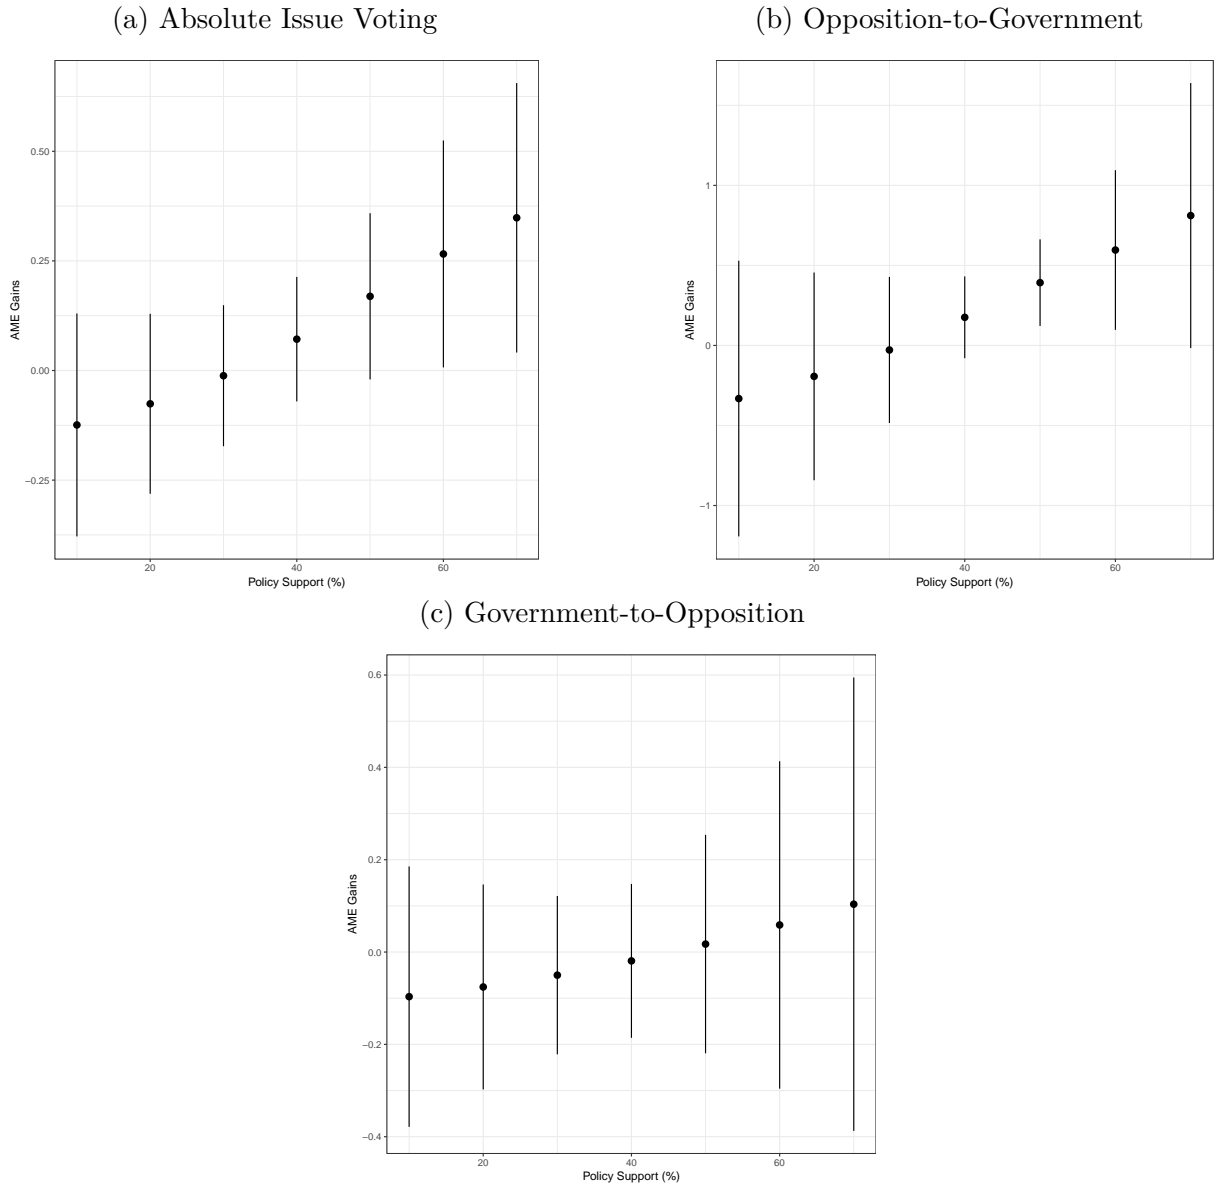 (a) Absolute Issue Voting
0.50
0.25
0.00
−0.25
AME Gains
20 40 60
Policy Support (%)
(b) Opposition-to-Government
1
0
−1
AME Gains
20 40 60
Policy Support (%)
(c) Government-to-Opposition
0.6
0.4
0.2
0.0
−0.2
−0.4
AME Gains
20 40 60
Policy Support (%)